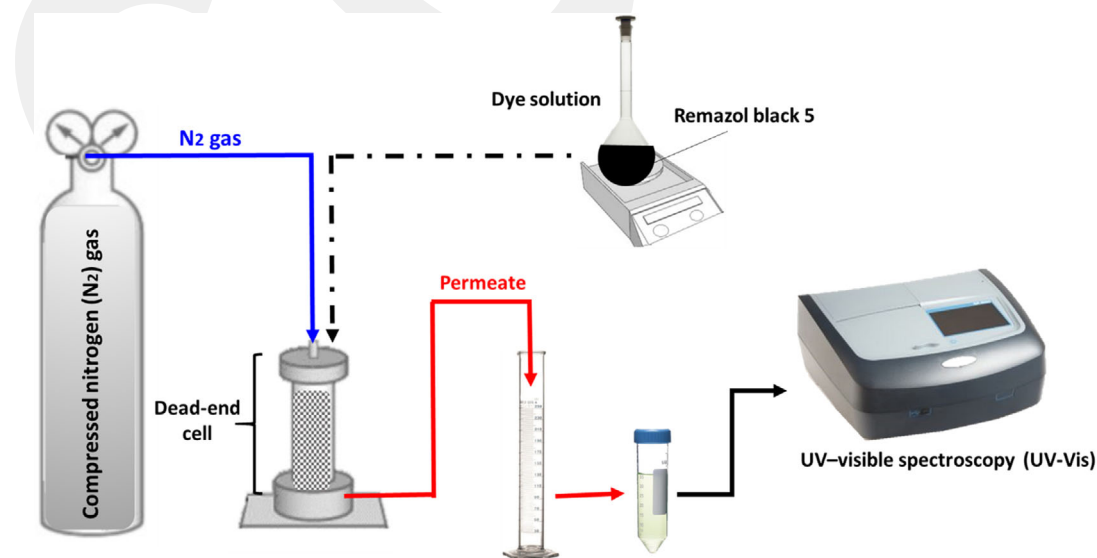 Dye solution
Remazol black 5
N2 gas
Compressed nitrogen (N2) gas
Permeate
Dead-end
cell
UV–visible spectroscopy (UV-Vis)